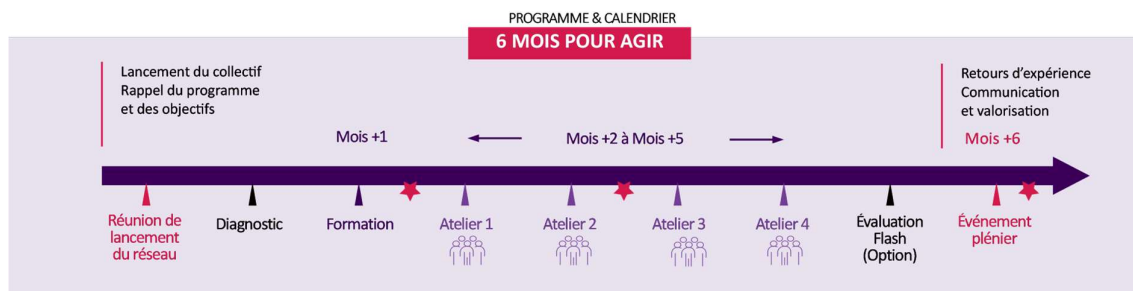 PROGRAMME & CALENDRIER
6 MOIS POUR AGIR
Lancement du collectif
Rappel du programme
et des objectifs
Retours d’expérience
Communication
et valorisation
Mois +1
Mois +2 à Mois +5
Mois +6
Réunion de
lancement
du réseau
Diagnostic
Formation
Atelier 1
Atelier 2
Atelier 3
Atelier 4
Évaluation
Flash
(Option)
Événement
plénier